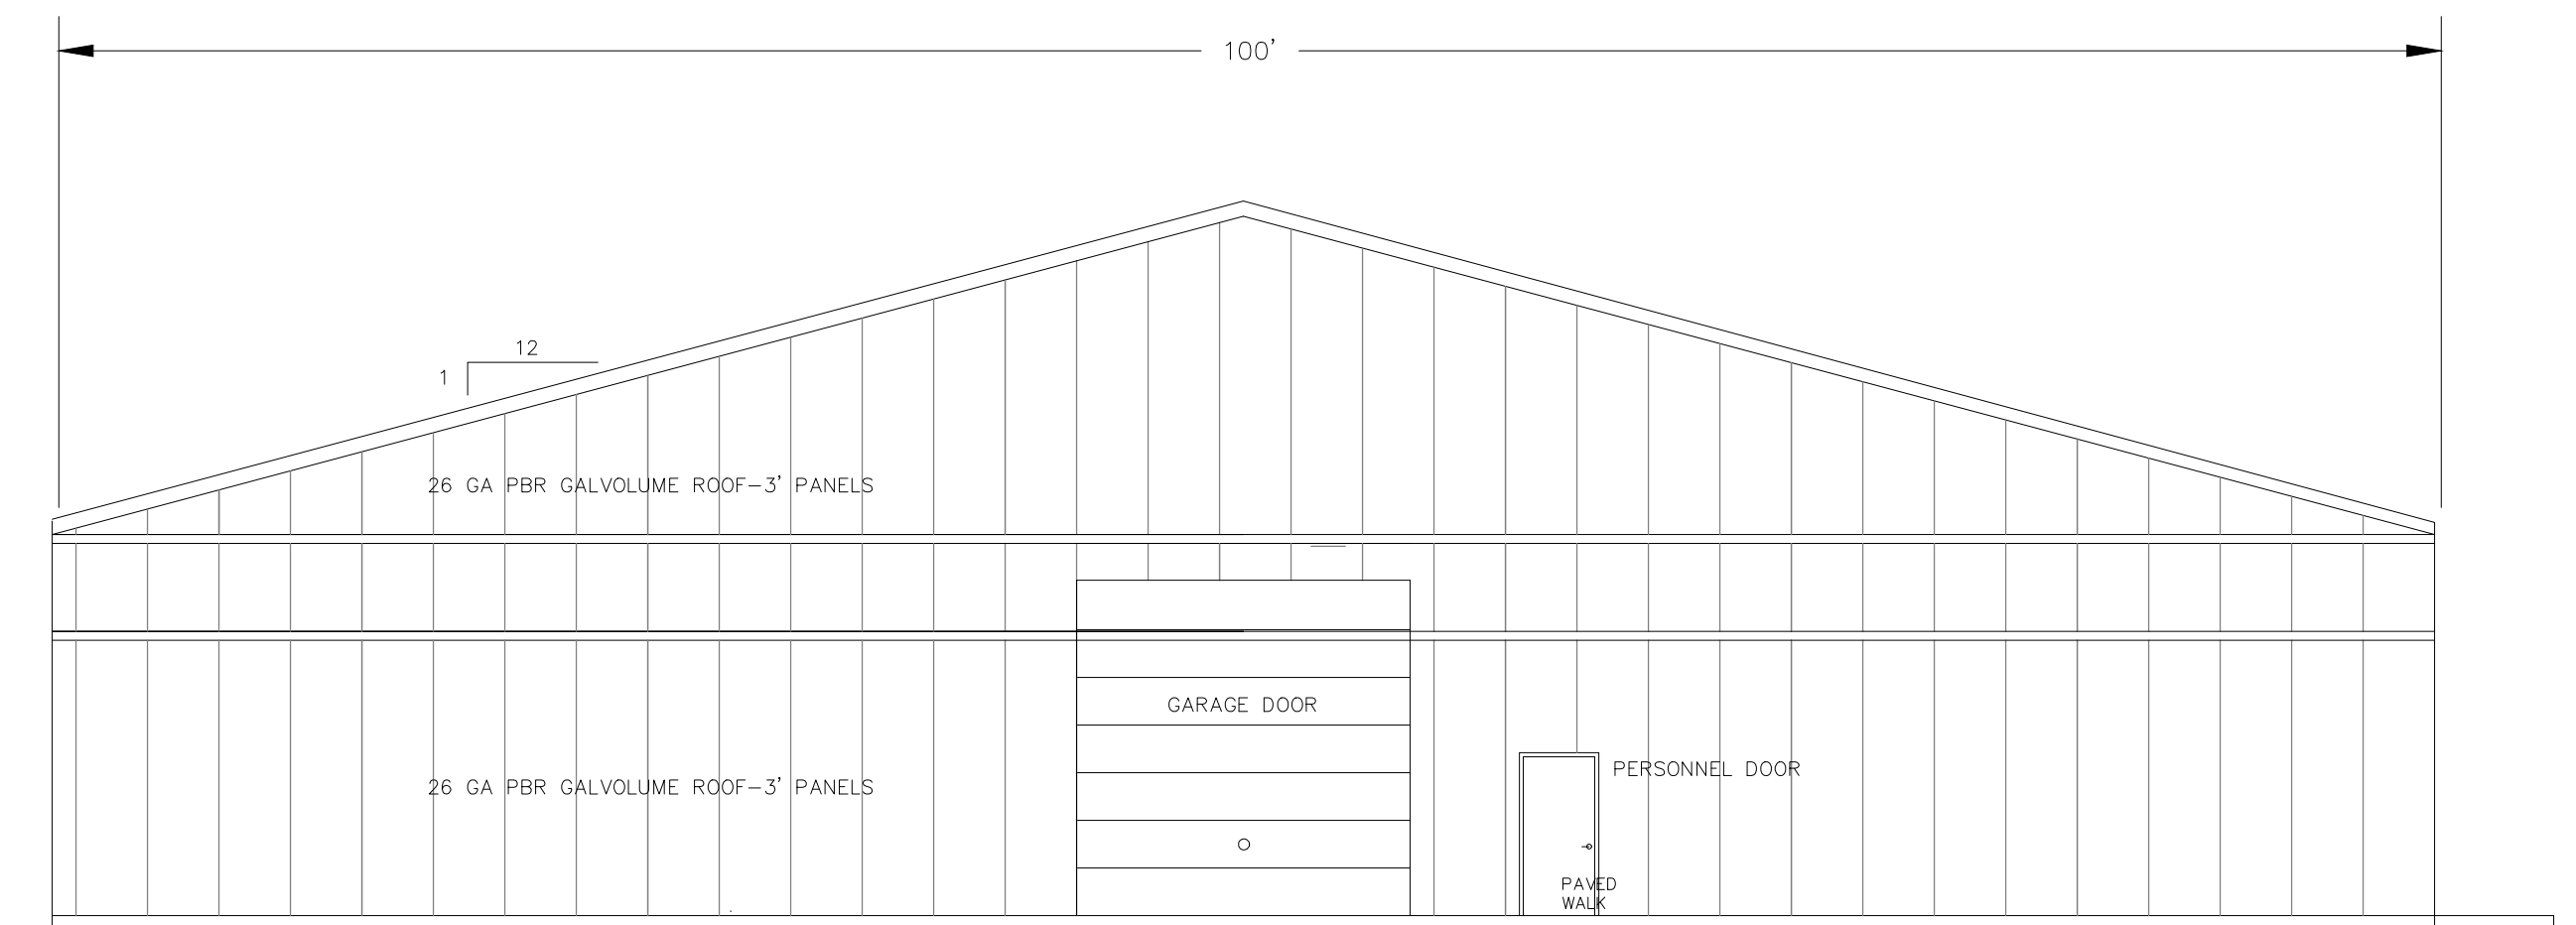 100'
12
1
26 GA PBR GALVOLUME ROOF-3' PANELS
GARAGE DOOR
PERSONNEL DOOR
26 GA PBR GALVOLUME ROOF-3' PANELS
PAVED
WALK